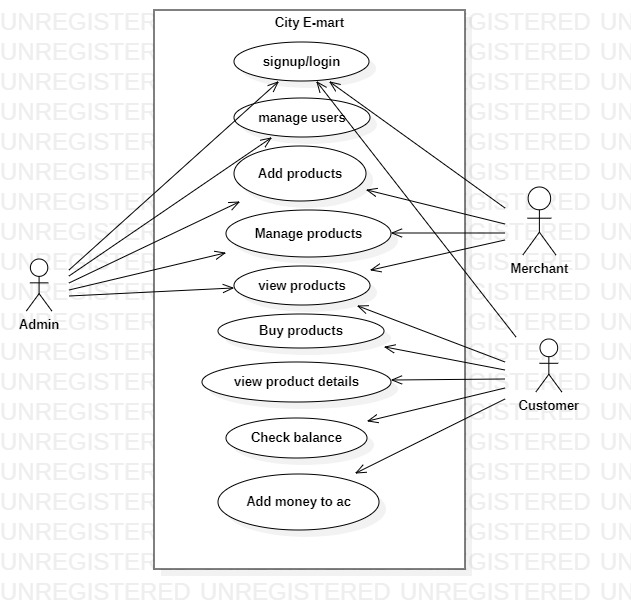 City E-mart
signup/login
manage users
Add products
Manage products
Merchant
view products
Admin
Buy products
view product details
Customer
Check balance
Add money to ac
UNREGISTERED UNREGISTERED UNREGISTERED UN